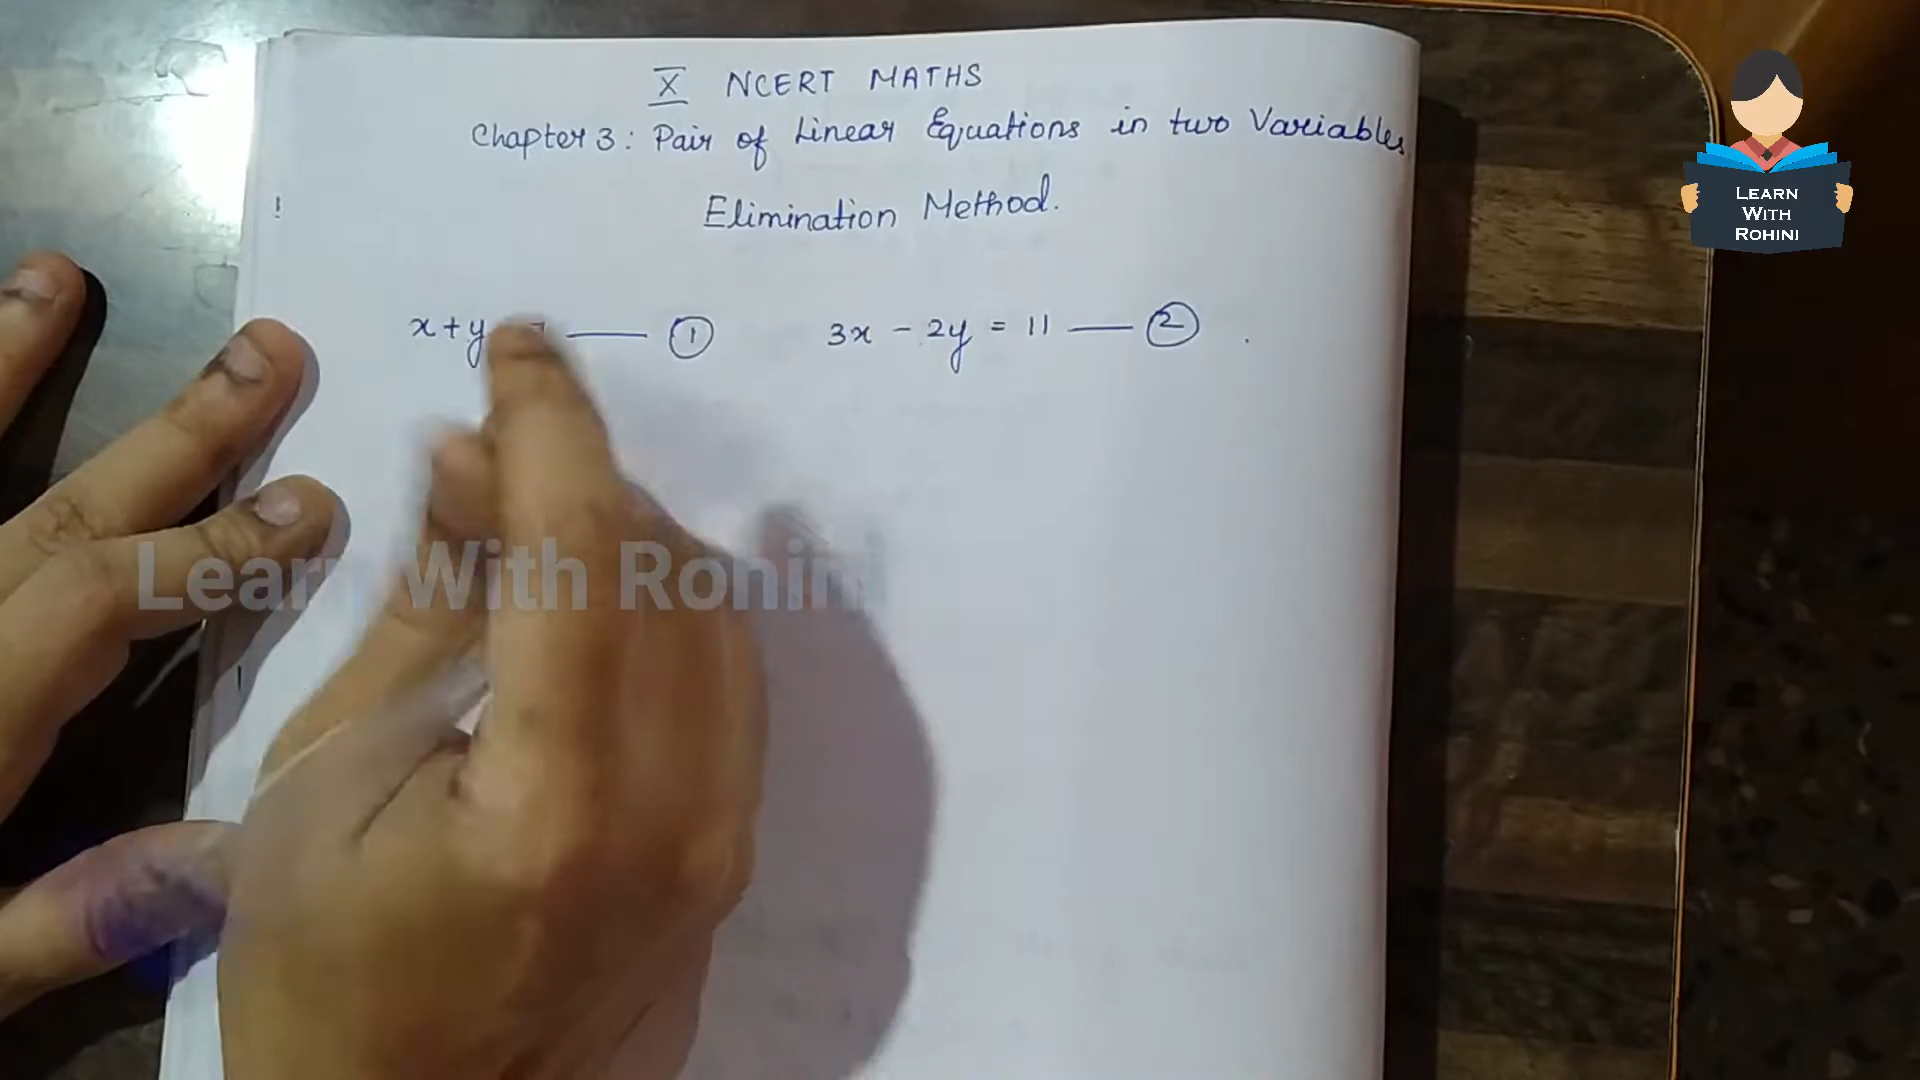 X NCERT MATHS
Chapter 3 : Pair of Linear Equations in two Variables.
Elimination Method.
x+y — ① 3x - 2y = 11 — ②
Learn With Rohini
LEARN
WITH
ROHINI